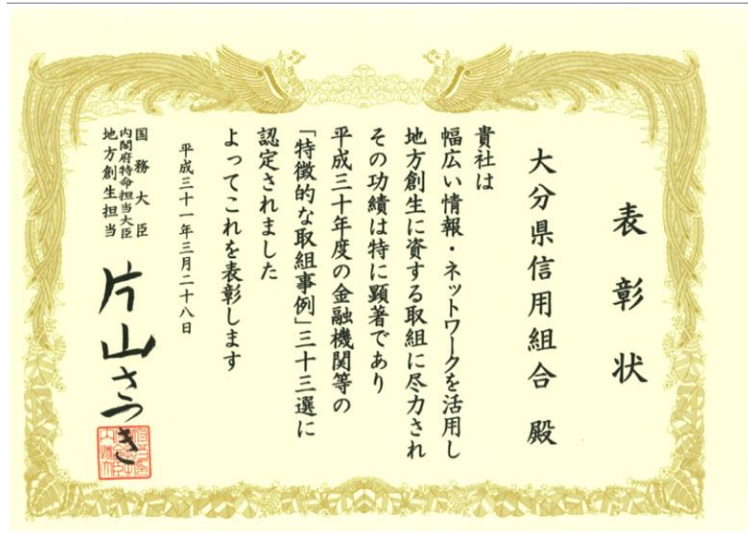 表彰状
大分県信用組合 殿
貴社は
幅広い情報・ネットワークを活用し
地方創生に資する取組に尽力され
その功績は特に顕著であり
平成三十年度の金融機関等の
「特徴的な取組事例」三十三選に
認定されました
よってこれを表彰します
平成三十一年三月二十八日
国務大臣
内閣府特命担当大臣
地方創生担当
片山さつき